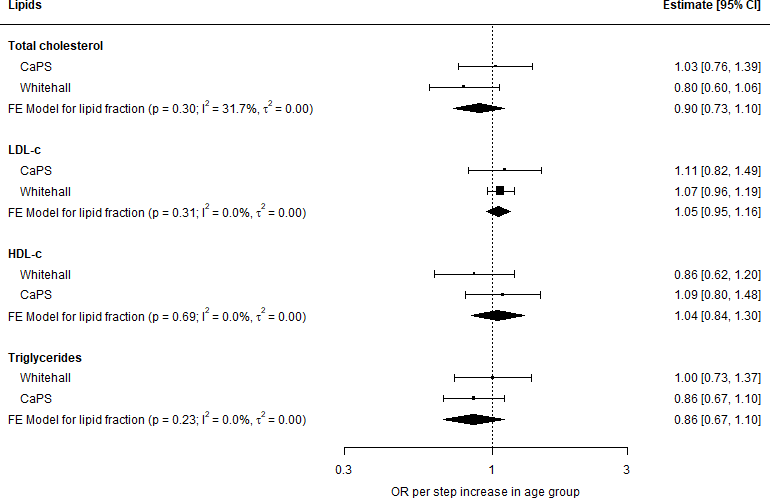 Lipids Estimate [95% CI]
Total cholesterol
CaPS 1.03 [0.76, 1.39]
Whitehall 0.80 [0.60, 1.06]
FE Model for lipid fraction (p = 0.30; I² = 31.7%, τ² = 0.00) 0.90 [0.73, 1.10]
LDL-c
CaPS 1.11 [0.82, 1.49]
Whitehall 1.07 [0.96, 1.19]
FE Model for lipid fraction (p = 0.31; I² = 0.0%, τ² = 0.00) 1.05 [0.95, 1.16]
HDL-c
Whitehall 0.86 [0.62, 1.20]
CaPS 1.09 [0.80, 1.48]
FE Model for lipid fraction (p = 0.69; I² = 0.0%, τ² = 0.00) 1.04 [0.84, 1.30]
Triglycerides
Whitehall 1.00 [0.73, 1.37]
CaPS 0.86 [0.67, 1.10]
FE Model for lipid fraction (p = 0.23; I² = 0.0%, τ² = 0.00) 0.86 [0.67, 1.10]
0.3 1 3
OR per step increase in age group